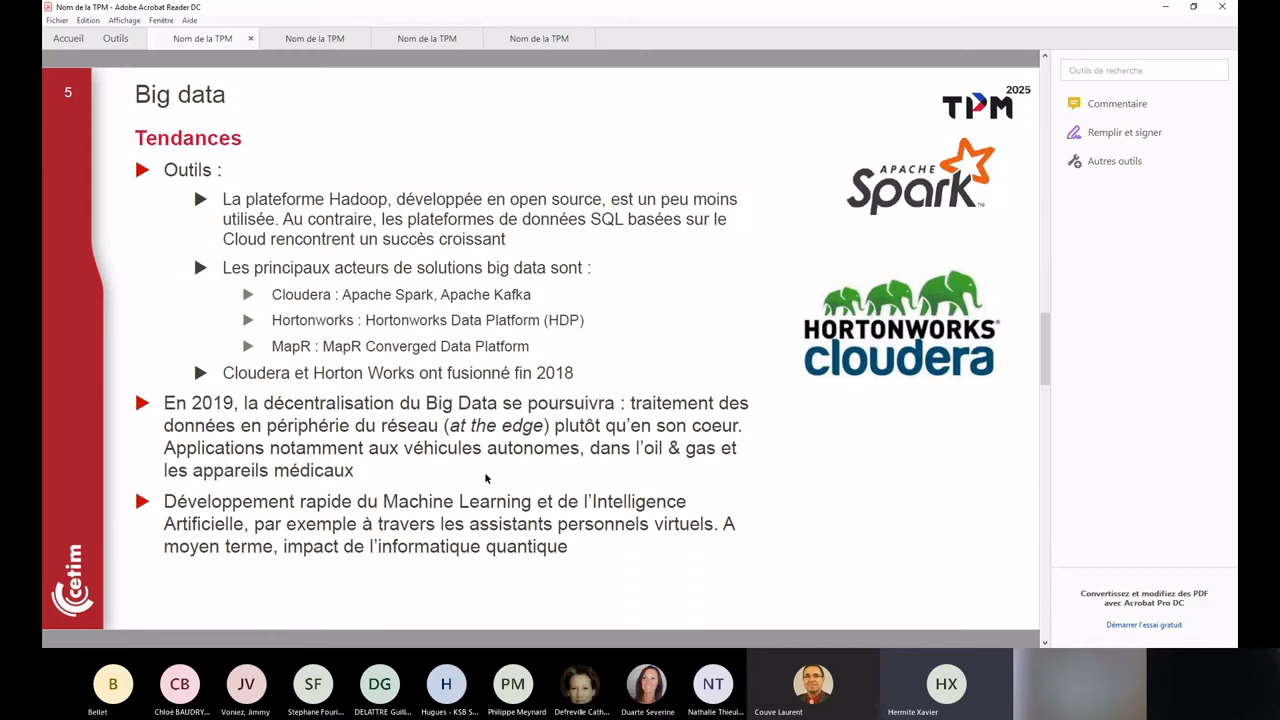 Nom de la TPM - Adobe Acrobat Reader DC
Fichier Edition Affichage Fenêtre Aide
Accueil Outils Nom de la TPM × Nom de la TPM Nom de la TPM Nom de la TPM
5
Big data
TPM 2025
Tendances
Outils :
La plateforme Hadoop, développée en open source, est un peu moins
utilisée. Au contraire, les plateformes de données SQL basées sur le
Cloud rencontrent un succès croissant
Les principaux acteurs de solutions big data sont :
Cloudera : Apache Spark, Apache Kafka
Hortonworks : Hortonworks Data Platform (HDP)
MapR : MapR Converged Data Platform
Cloudera et Horton Works ont fusionné fin 2018
En 2019, la décentralisation du Big Data se poursuivra : traitement des
données en périphérie du réseau (at the edge) plutôt qu'en son coeur.
Applications notamment aux véhicules autonomes, dans l'oil & gas et
les appareils médicaux
Développement rapide du Machine Learning et de l'Intelligence
Artificielle, par exemple à travers les assistants personnels virtuels. A
moyen terme, impact de l'informatique quantique
APACHE
Spark™
HORTONWORKS®
cloudera
cetim
Outils de recherche
Commentaire
Remplir et signer
Autres outils
Convertissez et modifiez des PDF
avec Acrobat Pro DC
Démarrer l'essai gratuit
B CB JV SF DG H PM NT HX
Bellet Chloé BAUDRY... Voniez, Jimmy Stephane Fouri... DELATTRE Guill... Hugues - KSB S... Philippe Meynard Defreville Cath... Duarte Severine Nathalie Thieul... Couve Laurent Hermite Xavier